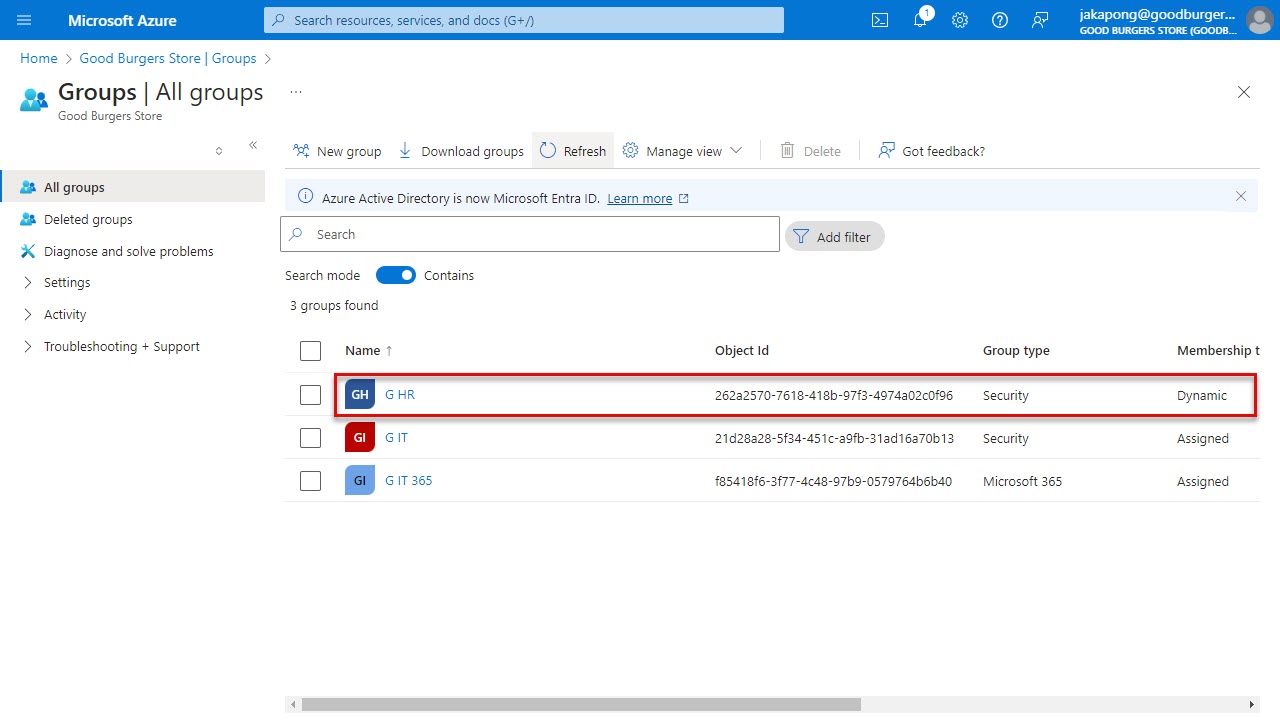 Microsoft Azure
Search resources, services, and docs (G+/)
1
jakapong@goodburger...
GOOD BURGERS STORE (GOODB...
Home > Good Burgers Store | Groups >
Groups | All groups ...
Good Burgers Store
New group
Download groups
Refresh
Manage view
Delete
Got feedback?
All groups
Deleted groups
Diagnose and solve problems
Settings
Activity
Troubleshooting + Support
Azure Active Directory is now Microsoft Entra ID. Learn more
Search
Add filter
Search mode
Contains
3 groups found
Name ↑ Object Id Group type Membership t
GH G HR 262a2570-7618-418b-97f3-4974a02c0f96 Security Dynamic
GI G IT 21d28a28-5f34-451c-a9fb-31ad16a70b13 Security Assigned
GI G IT 365 f85418f6-3f77-4c48-97b9-0579764b6b40 Microsoft 365 Assigned